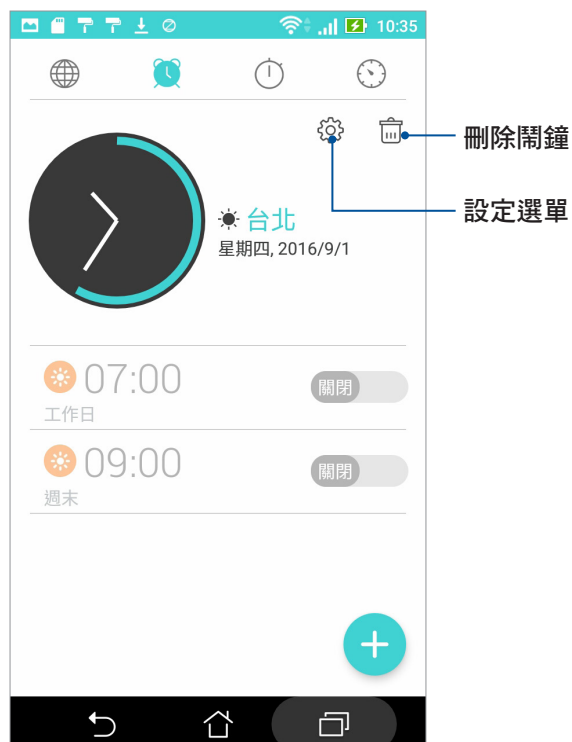 10:35
刪除鬧鐘
設定選單
台北
星期四, 2016/9/1
07:00
關閉
工作日
09:00
關閉
週末